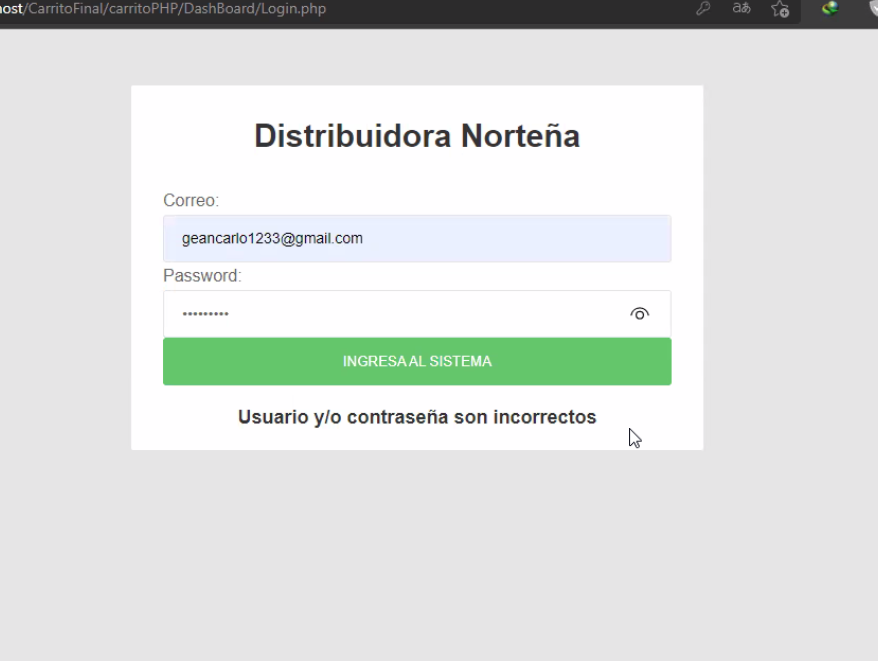 host/CarritoFinal/carritoPHP/DashBoard/Login.php
Distribuidora Norteña
Correo:
geancarlo1233@gmail.com
Password:
•••••••••
INGRESA AL SISTEMA
Usuario y/o contraseña son incorrectos